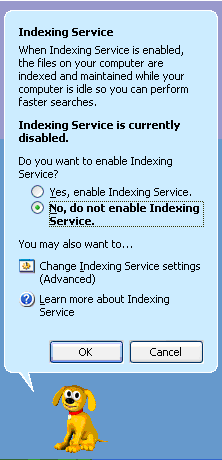 Indexing Service
When Indexing Service is enabled,
the files on your computer are
indexed and maintained while your
computer is idle so you can perform
faster searches.
Indexing Service is currently
disabled.
Do you want to enable Indexing
Service?
Yes, enable Indexing Service.
No, do not enable Indexing
Service.
You may also want to...
Change Indexing Service settings
(Advanced)
Learn more about Indexing
Service
OK
Cancel